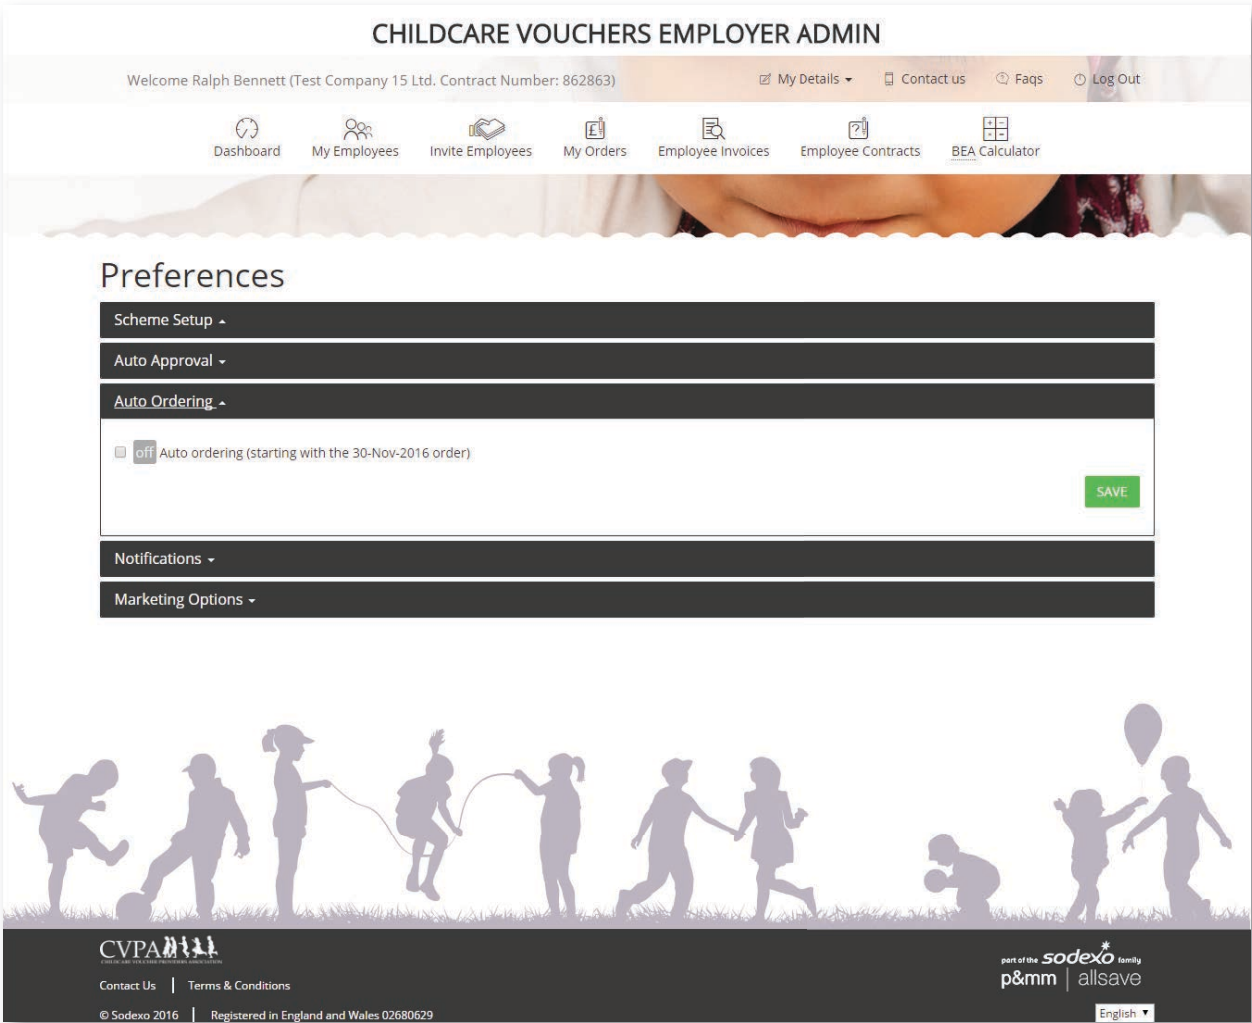 CHILDCARE VOUCHERS EMPLOYER ADMIN
Welcome Ralph Bennett (Test Company 15 Ltd. Contract Number: 862863) My Details Contact us Faqs Log Out
Dashboard My Employees Invite Employees My Orders Employee Invoices Employee Contracts BEA Calculator
Preferences
Scheme Setup
Auto Approval
Auto Ordering
off Auto ordering (starting with the 30-Nov-2016 order)
SAVE
Notifications
Marketing Options
CVPA
CHILDCARE VOUCHER PROVIDERS ASSOCIATION
part of the sodexo family
p&mm | allsave
Contact Us | Terms & Conditions
© Sodexo 2016 | Registered in England and Wales 02680629
English